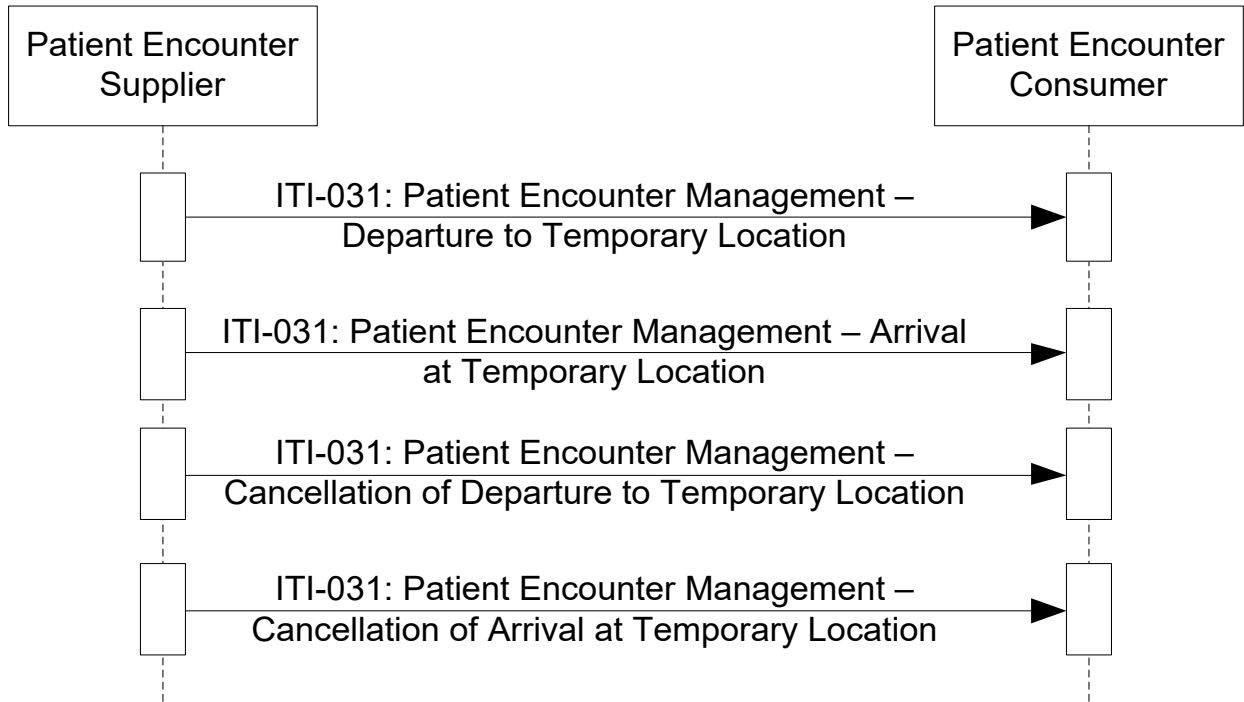 Patient Encounter
Supplier
Patient Encounter
Consumer
ITI-031: Patient Encounter Management –
Departure to Temporary Location
ITI-031: Patient Encounter Management – Arrival
at Temporary Location
ITI-031: Patient Encounter Management –
Cancellation of Departure to Temporary Location
ITI-031: Patient Encounter Management –
Cancellation of Arrival at Temporary Location